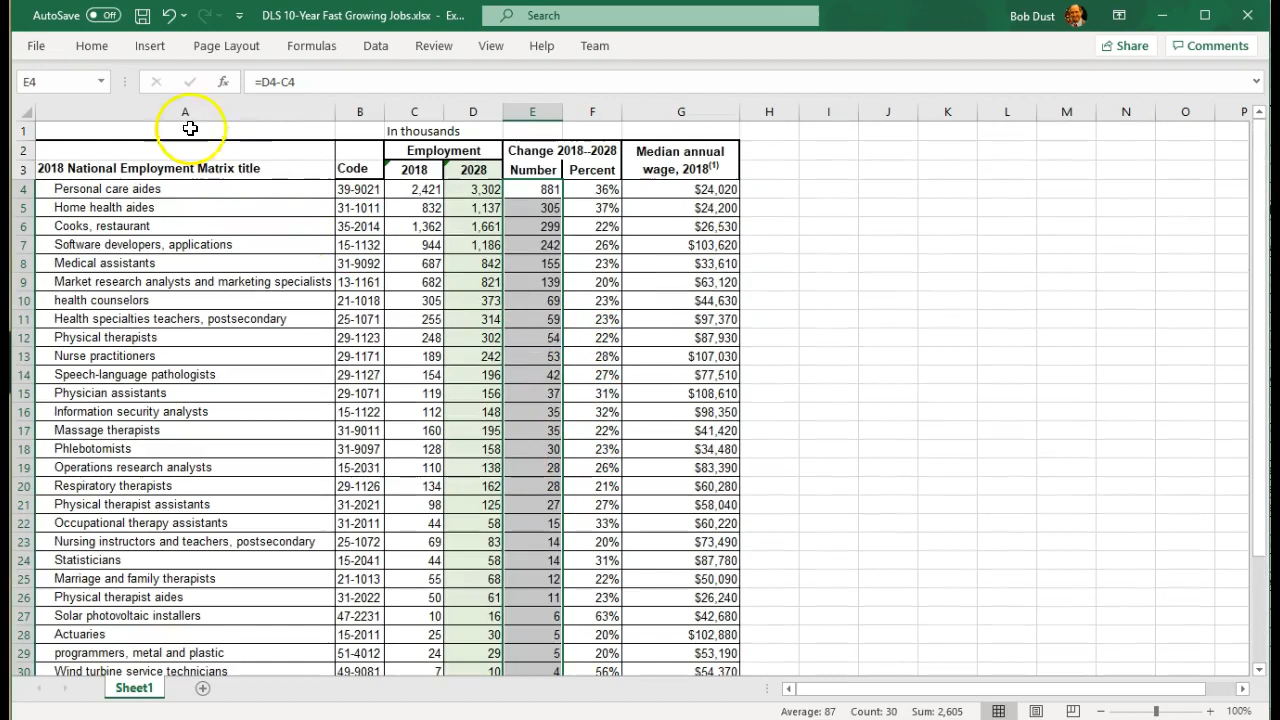 AutoSave Off DLS 10-Year Fast Growing Jobs.xlsx - Ex... Search Bob Dust
File Home Insert Page Layout Formulas Data Review View Help Team Share Comments
E4 fx =D4-C4
A B C D E F G H I J K L M N O P
1 In thousands
2 Employment Change 2018--2028 Median annual
3 2018 National Employment Matrix title Code 2018 2028 Number Percent wage, 2018(1)
4 Personal care aides 39-9021 2,421 3,302 881 36% $24,020
5 Home health aides 31-1011 832 1,137 305 37% $24,200
6 Cooks, restaurant 35-2014 1,362 1,661 299 22% $26,530
7 Software developers, applications 15-1132 944 1,186 242 26% $103,620
8 Medical assistants 31-9092 687 842 155 23% $33,610
9 Market research analysts and marketing specialists 13-1161 682 821 139 20% $63,120
10 health counselors 21-1018 305 373 69 23% $44,630
11 Health specialties teachers, postsecondary 25-1071 255 314 59 23% $97,370
12 Physical therapists 29-1123 248 302 54 22% $87,930
13 Nurse practitioners 29-1171 189 242 53 28% $107,030
14 Speech-language pathologists 29-1127 154 196 42 27% $77,510
15 Physician assistants 29-1071 119 156 37 31% $108,610
16 Information security analysts 15-1122 112 148 35 32% $98,350
17 Massage therapists 31-9011 160 195 35 22% $41,420
18 Phlebotomists 31-9097 128 158 30 23% $34,480
19 Operations research analysts 15-2031 110 138 28 26% $83,390
20 Respiratory therapists 29-1126 134 162 28 21% $60,280
21 Physical therapist assistants 31-2021 98 125 27 27% $58,040
22 Occupational therapy assistants 31-2011 44 58 15 33% $60,220
23 Nursing instructors and teachers, postsecondary 25-1072 69 83 14 20% $73,490
24 Statisticians 15-2041 44 58 14 31% $87,780
25 Marriage and family therapists 21-1013 55 68 12 22% $50,090
26 Physical therapist aides 31-2022 50 61 11 23% $26,240
27 Solar photovoltaic installers 47-2231 10 16 6 63% $42,680
28 Actuaries 15-2011 25 30 5 20% $102,880
29 programmers, metal and plastic 51-4012 24 29 5 20% $53,190
30 Wind turbine service technicians 49-9081 7 10 4 56% $54,370
Sheet1
Average: 87 Count: 30 Sum: 2,605 100%